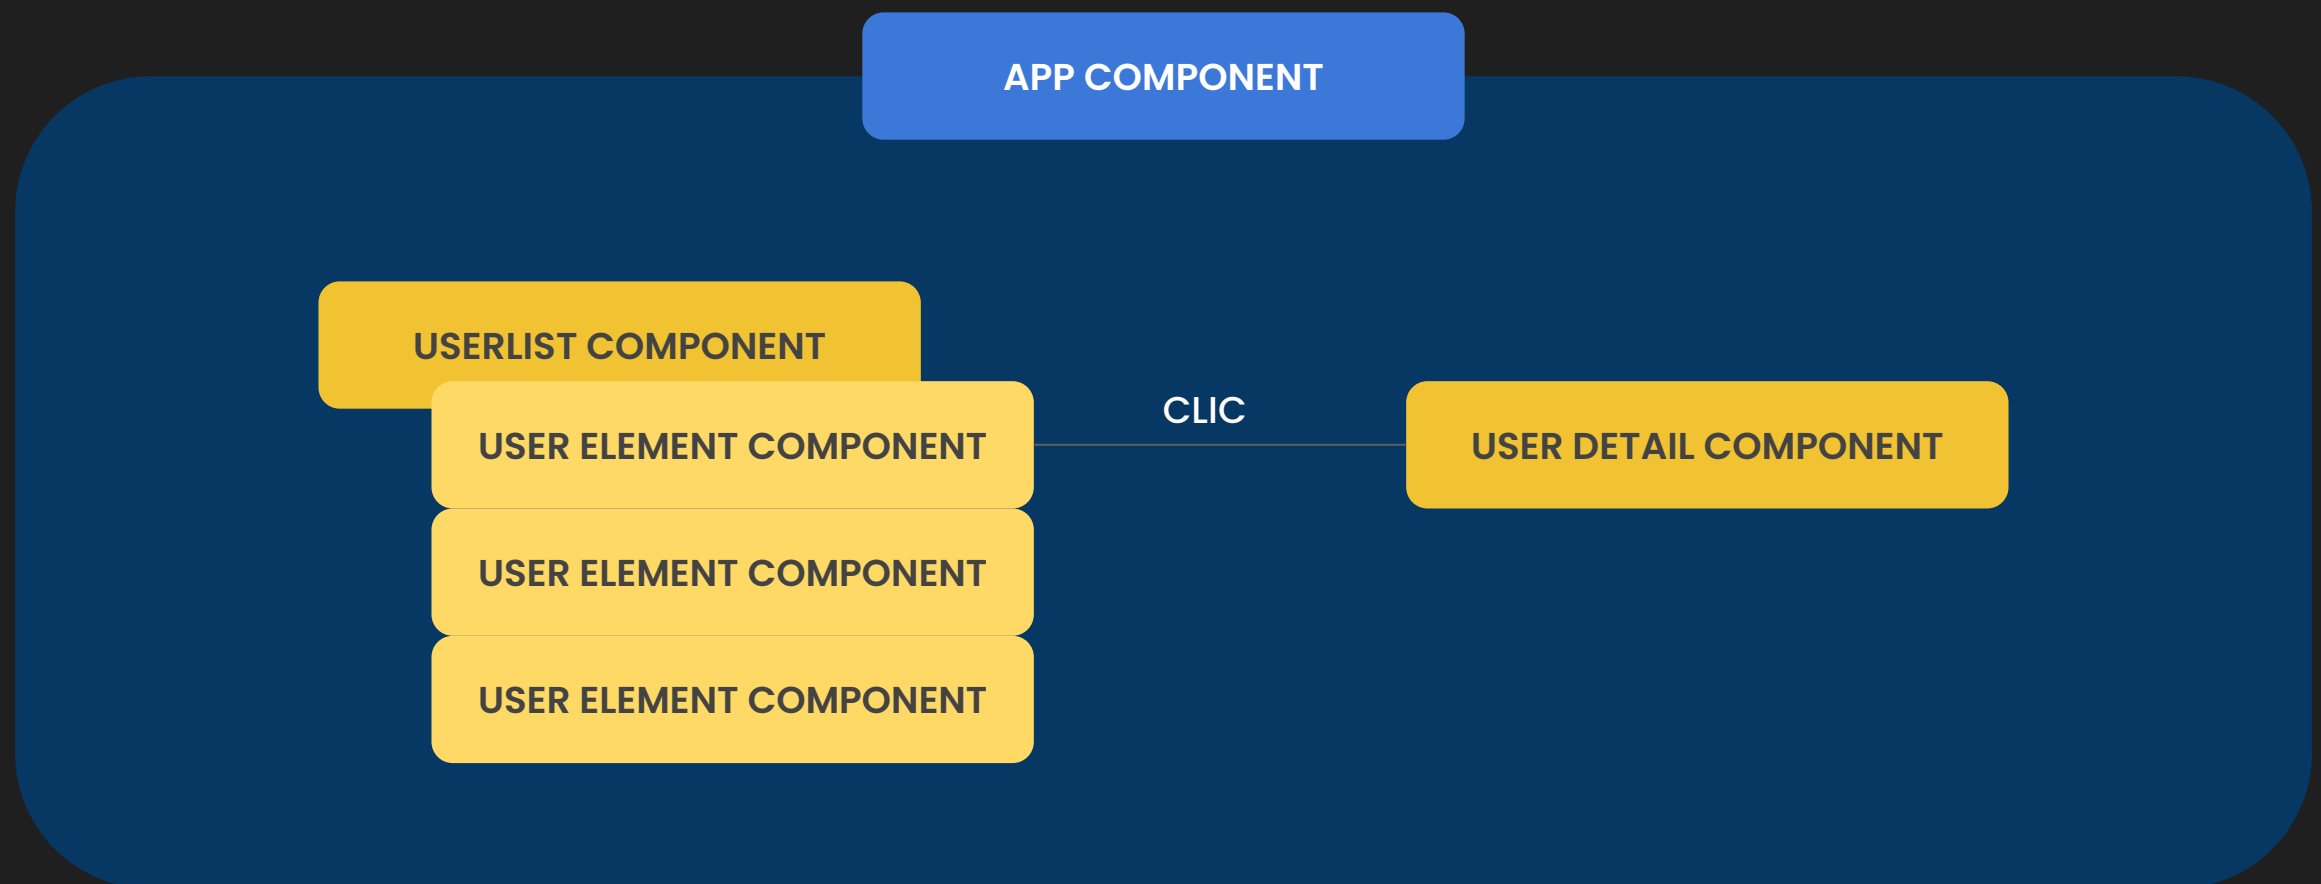 APP COMPONENT
USERLIST COMPONENT
USER ELEMENT COMPONENT
CLIC
USER DETAIL COMPONENT
USER ELEMENT COMPONENT
USER ELEMENT COMPONENT